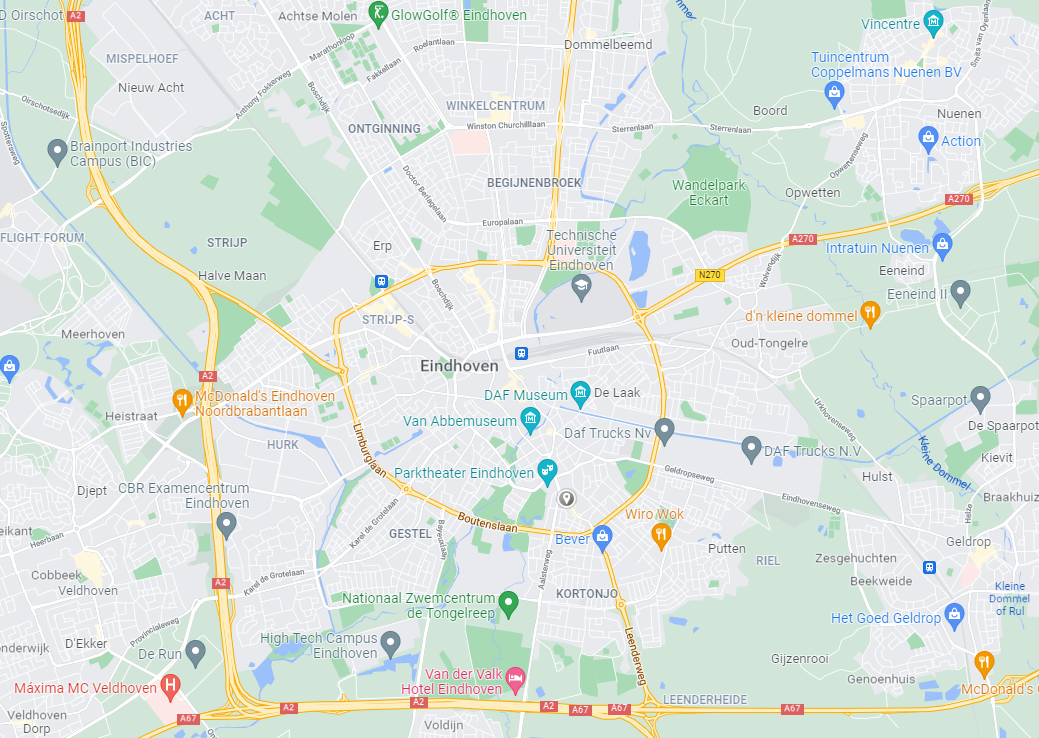 D Oirschot
A2
ACHT
Achtse Molen
GlowGolf® Eindhoven
Dommel
Vincentre
Smits van Oyenlaan
Marathonloop
Roelantlaan
Dommelbeemd
MISPELHOEF
Fakkellaan
Tuincentrum
Coppelmans Nuenen BV
Nieuw Acht
Anthony Fokkerweg
Boschdijk
WINKELCENTRUM
Oirschotsedijk
Boord
Nuenen
Spottersweg
ONTGINNING
Winston Churchilllaan
Sterrenlaan
Sterrenlaan
Opwettenseweg
Action
Brainport Industries
Campus (BIC)
Doctor Berlagelaan
BEGIJNENBROEK
Wandelpark
Eckart
Opwetten
A270
Europalaan
FLIGHT FORUM
STRIJP
Erp
Technische
Universiteit
Eindhoven
A270
Intratuin Nuenen
Halve Maan
N270
Wolvendijk
Eeneind
Boschdijk
Eeneind II
STRIJP-S
d'n kleine dommel
Meerhoven
Fuutlaan
Oud-Tongelre
Eindhoven
A2
McDonald's Eindhoven
Noordbrabantlaan
DAF Museum
De Laak
Spaarpot
Heistraat
Van Abbemuseum
Urkhovenseweg
De Spaarpot
Limburglaan
Daf Trucks Nv
HURK
DAF Trucks N.V
Kleine Dommel
Kievit
Parktheater Eindhoven
Geldropseweg
Hulst
Djept
CBR Examencentrum
Eindhoven
Eindhovenseweg
Braakhuiz
Karel de Grotelaan
Wiro Wok
Heize
Boutenslaan
eikant
Heerbaan
GESTEL
Bayeuxlaan
Bever
Geldrop
Putten
RIEL
Zesgehuchten
Aalsterweg
Cobbeek
Veldhoven
A2
Karel de Grotelaan
Beekweide
KORTONJO
Kleine
Dommel
of Rul
Nationaal Zwemcentrum
de Tongelreep
Het Goed Geldrop
Provincialeweg
High Tech Campus
Eindhoven
Leenderweg
D'Ekker
onderwijk
De Run
Gijzenrooi
Van der Valk
Hotel Eindhoven
Genoenhuis
Máxima MC Veldhoven
McDonald's G
LEENDERHEIDE
A67
A2
A2
A2
A67
A67
A67
Veldhoven
Dorp
Voldijn